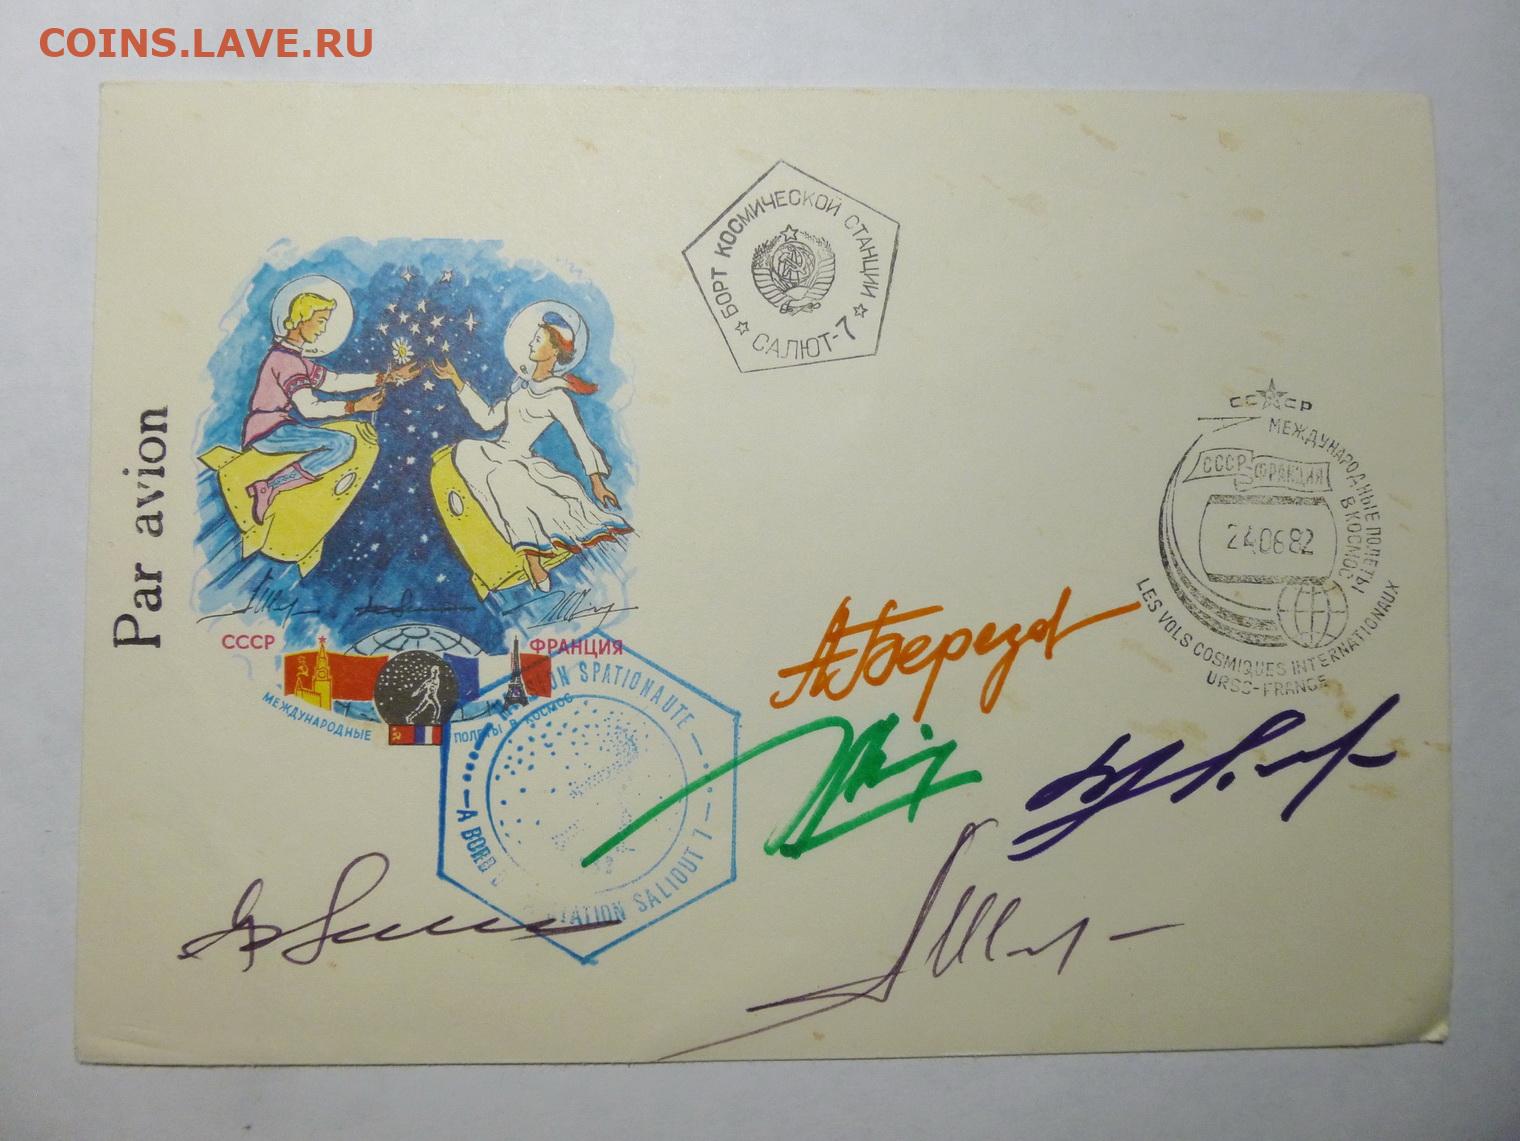 COINS.LAVE.RU
БОРТ КОСМИЧЕСКОЙ СТАНЦИИ
САЛЮТ-7
СССР
МЕЖДУНАРОДНЫЕ ПОЛЕТЫ
В КОСМОС
СССР-ФРАНЦИЯ
24.06.82
LES VOLS COSMIQUES INTERNATIONAUX
URSS-FRANCE
Par avion
СССР
ФРАНЦИЯ
МЕЖДУНАРОДНЫЕ ПОЛЕТЫ В КОСМОС
SPATIONAUTE
A BORD
STATION SALIOUT 7
А Берез